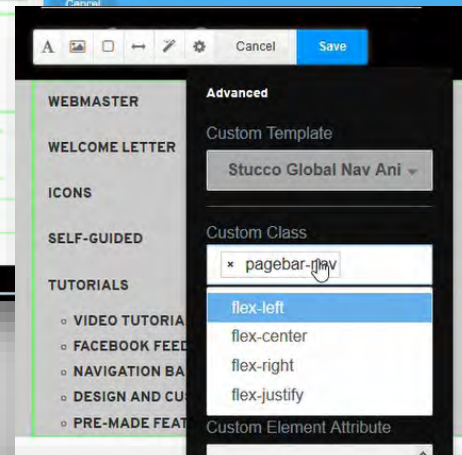 Cancel
A
Cancel
Save
WEBMASTER
WELCOME LETTER
ICONS
SELF-GUIDED
TUTORIALS
VIDEO TUTORIA
FACEBOOK FEED
NAVIGATION BA
DESIGN AND CU
PRE-MADE FEAT
Advanced
Custom Template
Stucco Global Nav Ani
Custom Class
× pagebar-nav
flex-left
flex-center
flex-right
flex-justify
Custom Element Attribute